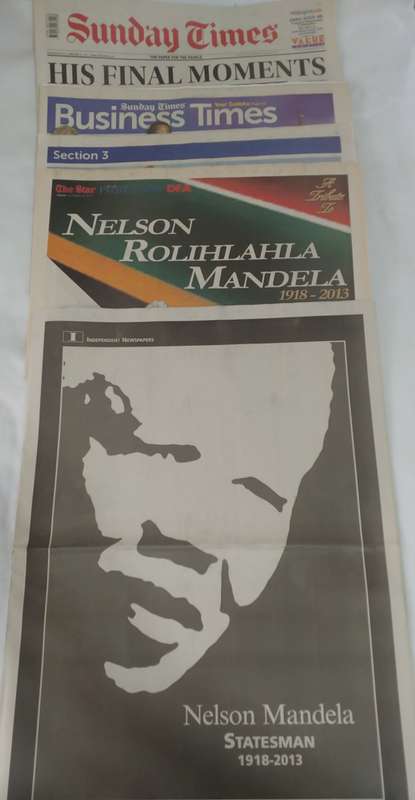 Sunday Times
THE PAPER FOR THE PEOPLE
VALUE
HIS FINAL MOMENTS
Sunday Times
Business Times
Section 3
The Star
DFA
A
Tribute
To
NELSON
ROLIHLAHLA
MANDELA
1918 - 2013
I INDEPENDENT NEWSPAPERS
Nelson Mandela
STATESMAN
1918-2013